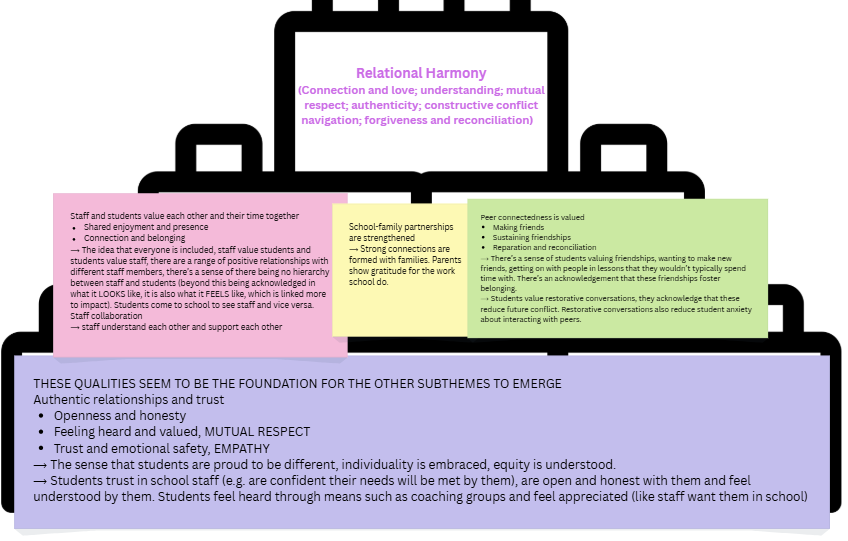 Relational Harmony
(Connection and love; understanding; mutual
respect; authenticity; constructive conflict
navigation; forgiveness and reconciliation)
Staff and students value each other and their time together
• Shared enjoyment and presence
• Connection and belonging
→ The idea that everyone is included, staff value students and
students value staff, there are a range of positive relationships with
different staff members, there's a sense of there being no hierarchy
between staff and students (beyond this being acknowledged in
what it LOOKS like, it is also what it FEELS like, which is linked more
to impact). Students come to school to see staff and vice versa.
Staff collaboration
→ staff understand each other and support each other
School-family partnerships
are strengthened
→ Strong connections are
formed with families. Parents
show gratitude for the work
school do.
Peer connectedness is valued
• Making friends
• Sustaining friendships
• Reparation and reconciliation
→ There's a sense of students valuing friendships, wanting to make new
friends, getting on with people in lessons that they wouldn't typically spend
time with. There's an acknowledgement that these friendships foster
belonging.
→ Students value restorative conversations, they acknowledge that these
reduce future conflict. Restorative conversations also reduce student anxiety
about interacting with peers.
THESE QUALITIES SEEM TO BE THE FOUNDATION FOR THE OTHER SUBTHEMES TO EMERGE
Authentic relationships and trust
• Openness and honesty
• Feeling heard and valued, MUTUAL RESPECT
• Trust and emotional safety, EMPATHY
→ The sense that students are proud to be different, individuality is embraced, equity is understood.
→ Students trust in school staff (e.g. are confident their needs will be met by them), are open and honest with them and feel
understood by them. Students feel heard through means such as coaching groups and feel appreciated (like staff want them in school)